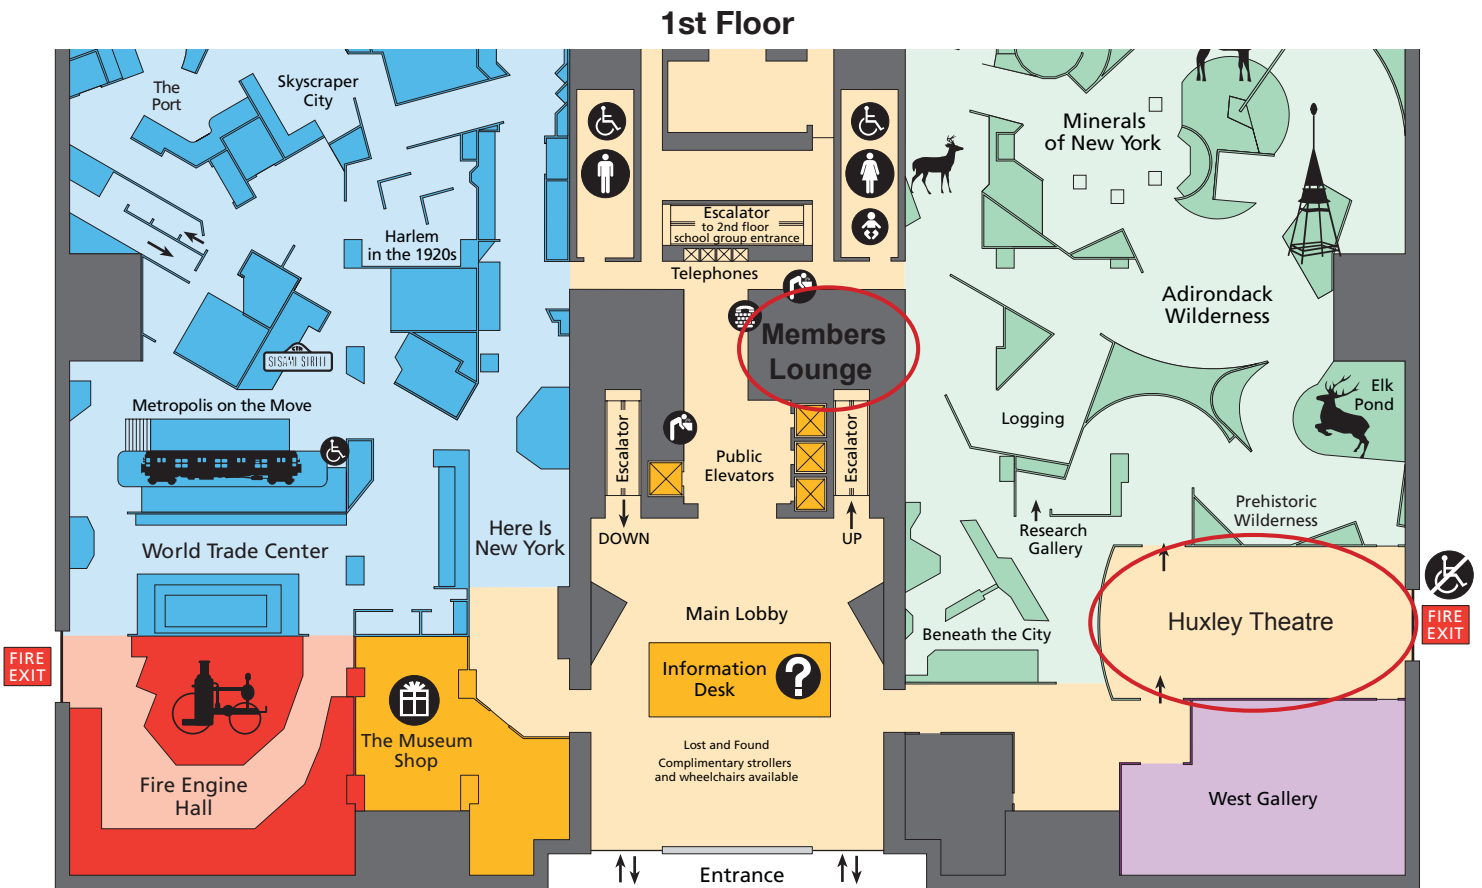 1st Floor
The
Port
Skyscraper
City
Minerals
of New York
Escalator
to 2nd floor
school group entrance
Harlem
in the 1920s
Telephones
Adirondack
Wilderness
Members
Lounge
Elk
Pond
Metropolis on the Move
Logging
Escalator
Escalator
Public
Elevators
Prehistoric
Wilderness
Here Is
New York
DOWN
UP
Research
Gallery
World Trade Center
Main Lobby
Huxley Theatre
FIRE
EXIT
Beneath the City
FIRE
EXIT
Information
Desk
?
The Museum
Shop
Lost and Found
Complimentary strollers
and wheelchairs available
Fire Engine
Hall
West Gallery
Entrance